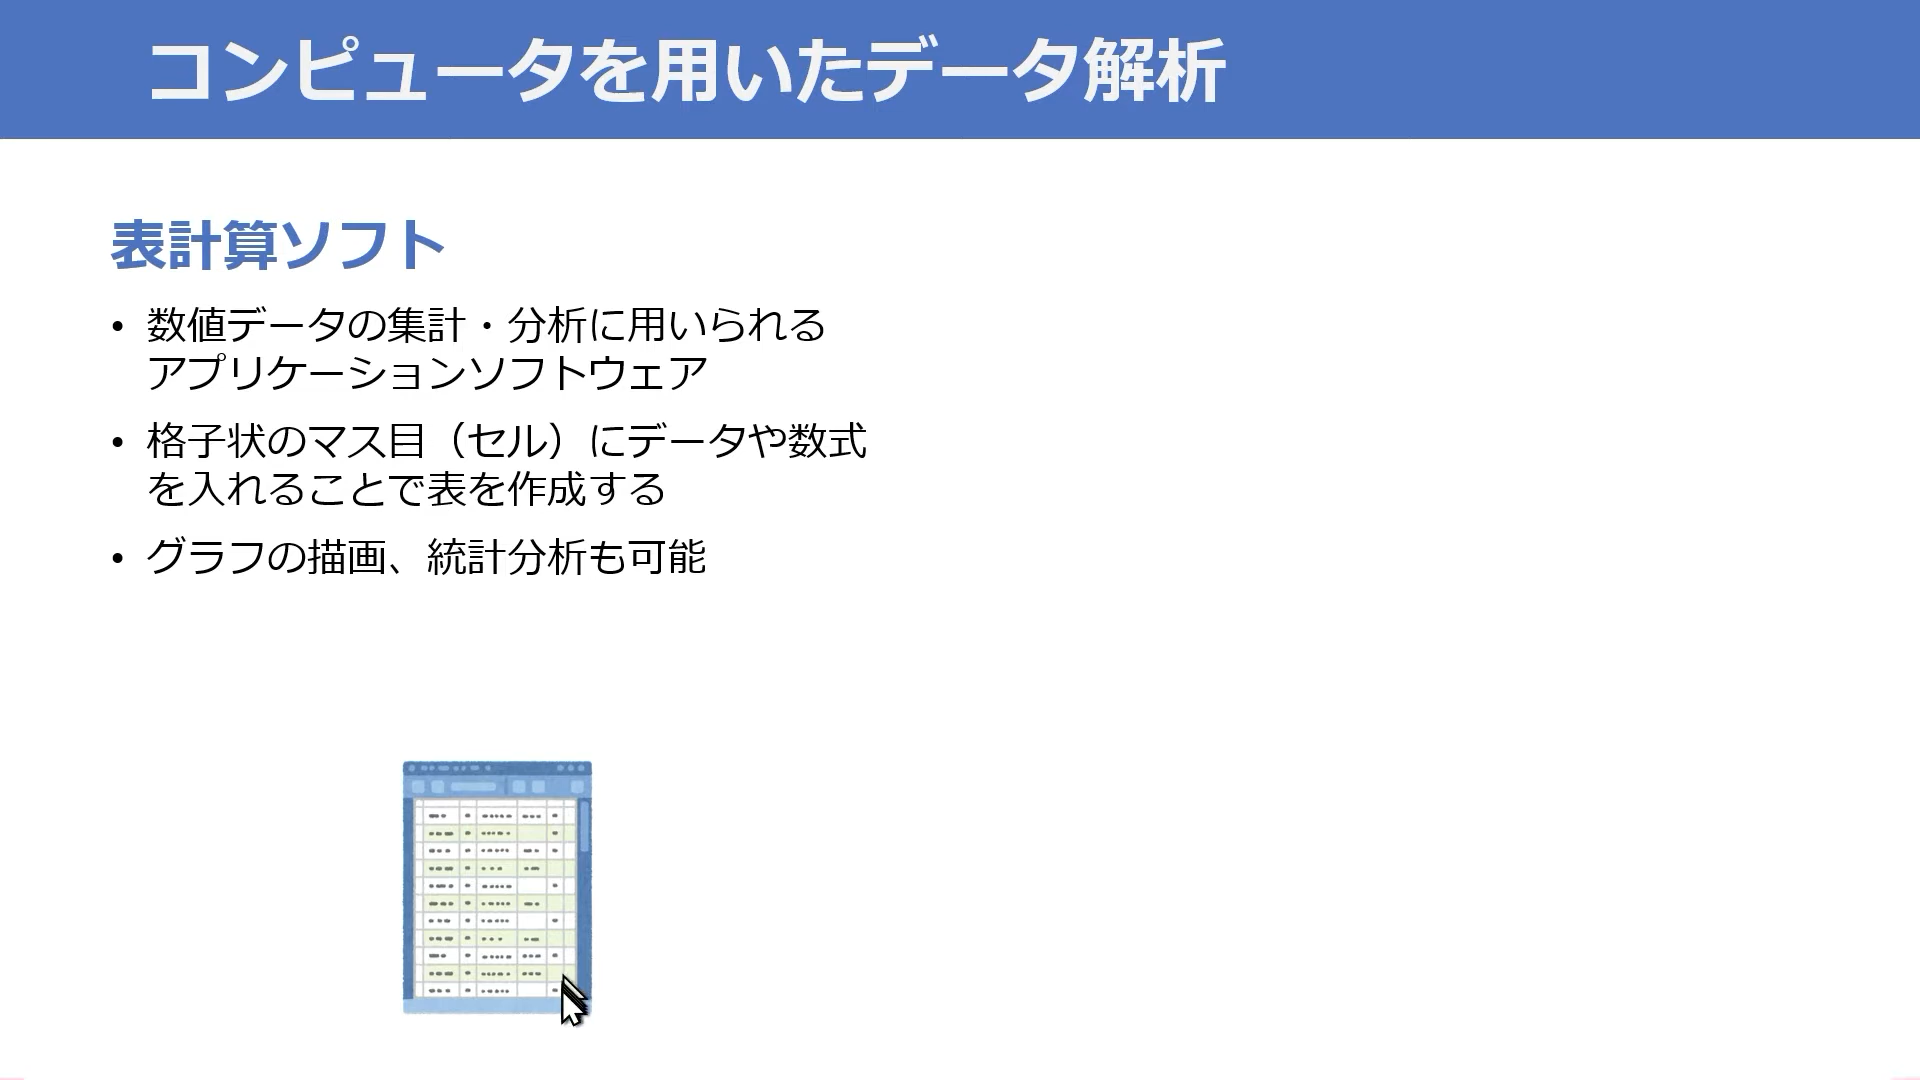 コンピュータを用いたデータ解析
表計算ソフト
• 数値データの集計・分析に用いられる
アプリケーションソフトウェア
• 格子状のマス目（セル）にデータや数式
を入れることで表を作成する
• グラフの描画、統計分析も可能